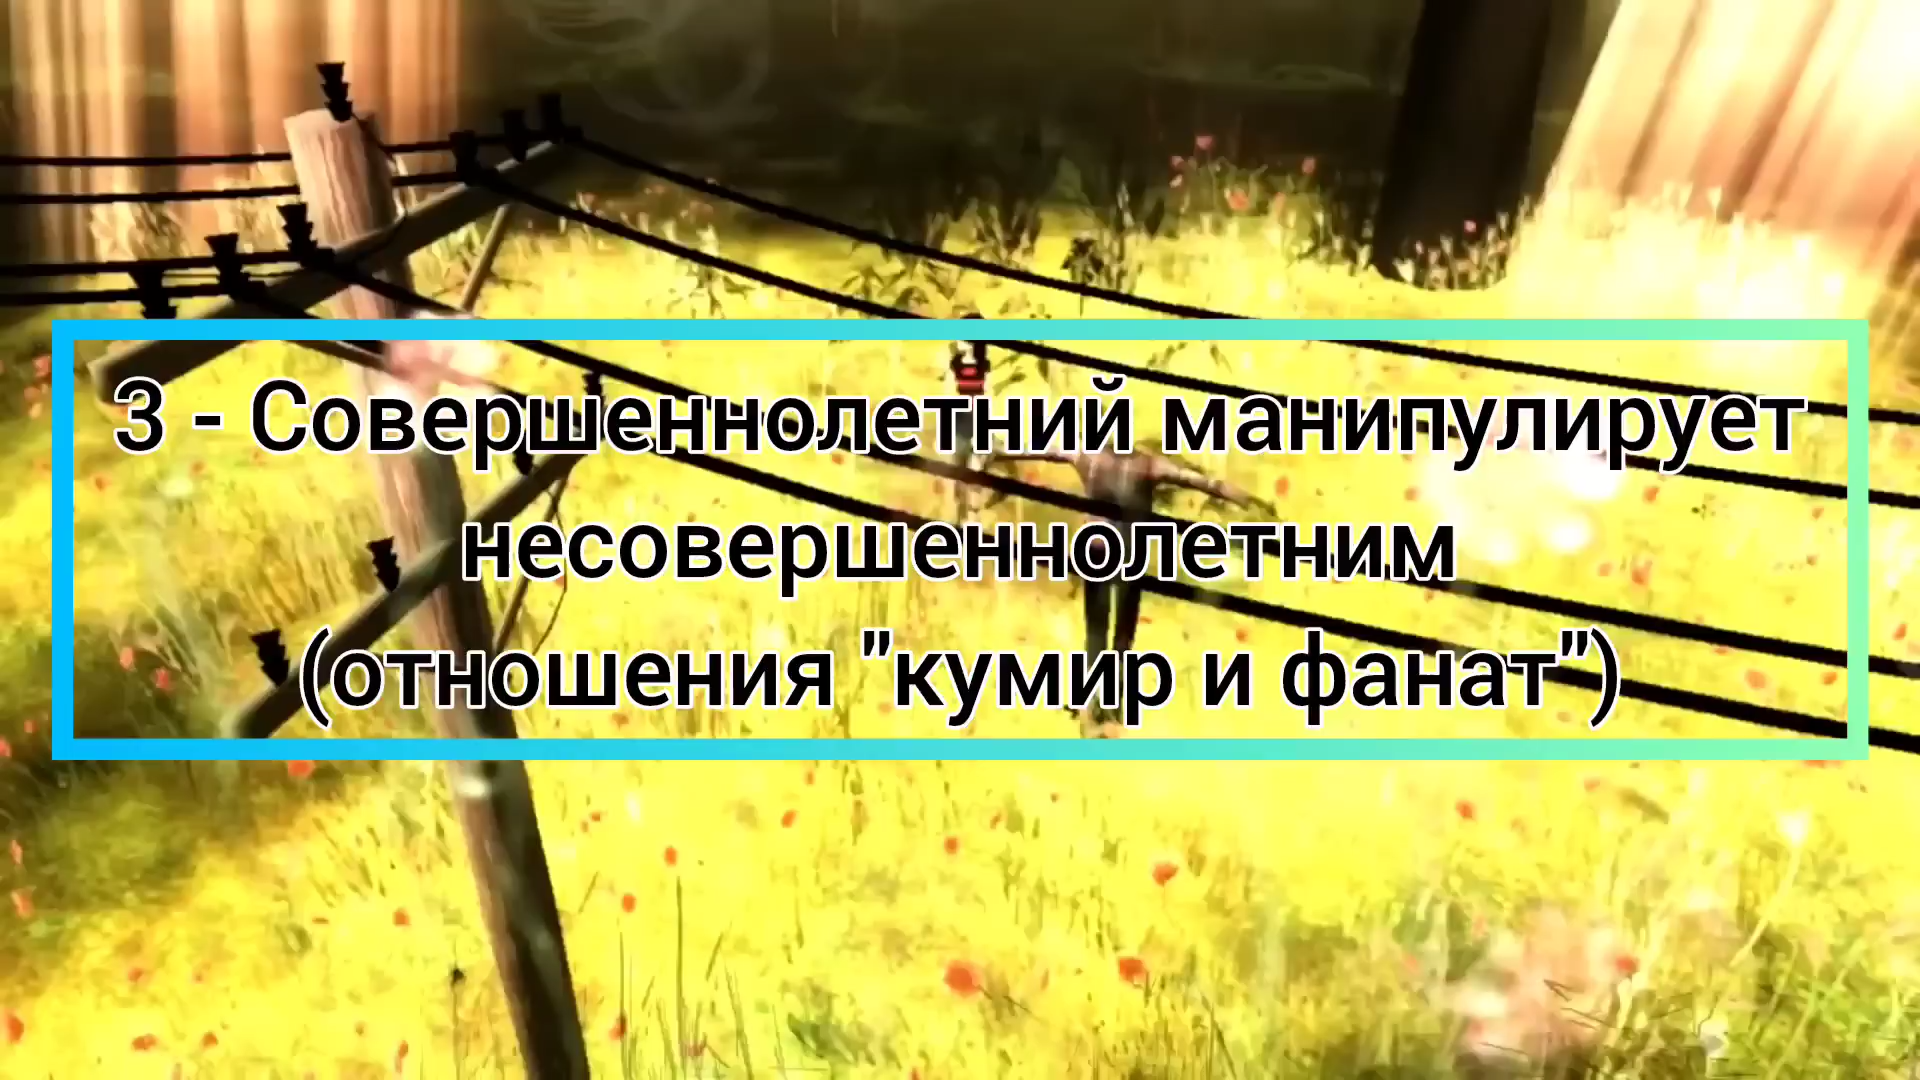 3 - Совершеннолетний манипулирует
несовершеннолетним
(отношения "кумир и фанат")